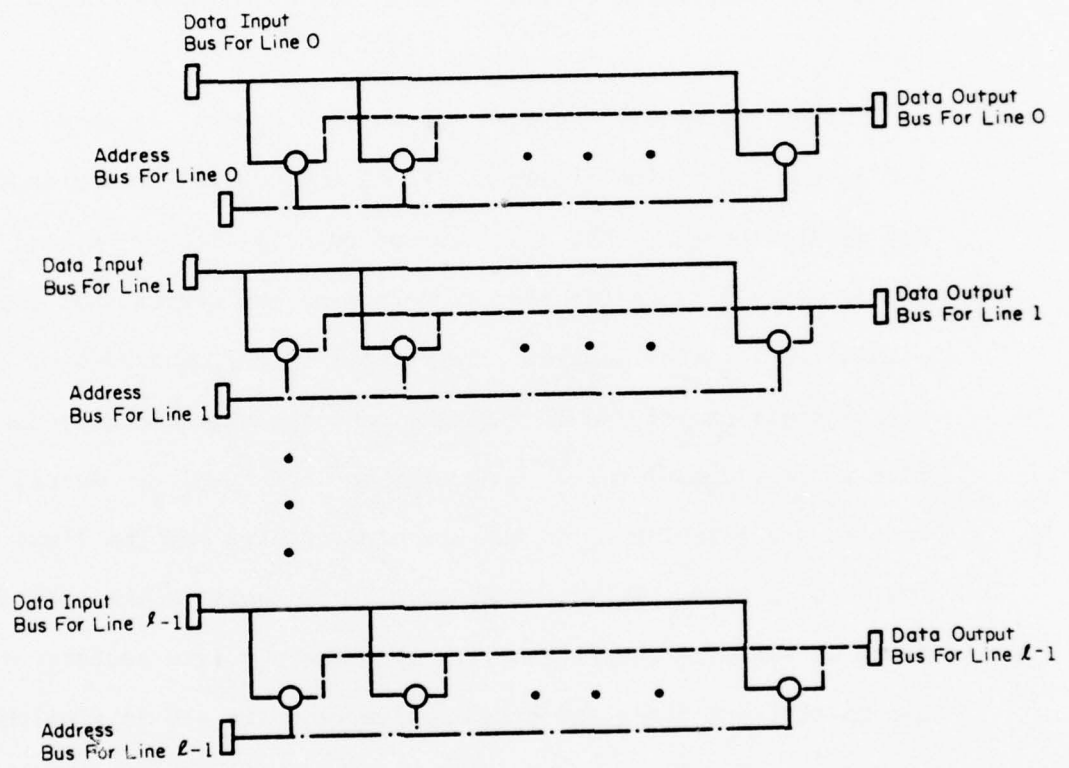 Data Input
Bus For Line 0
Data Output
Bus For Line 0
Address
Bus For Line 0
Data Input
Bus For Line 1
Data Output
Bus For Line 1
Address
Bus For Line 1
Data Input
Bus For Line ℓ-1
Data Output
Bus For Line ℓ-1
Address
Bus For Line ℓ-1